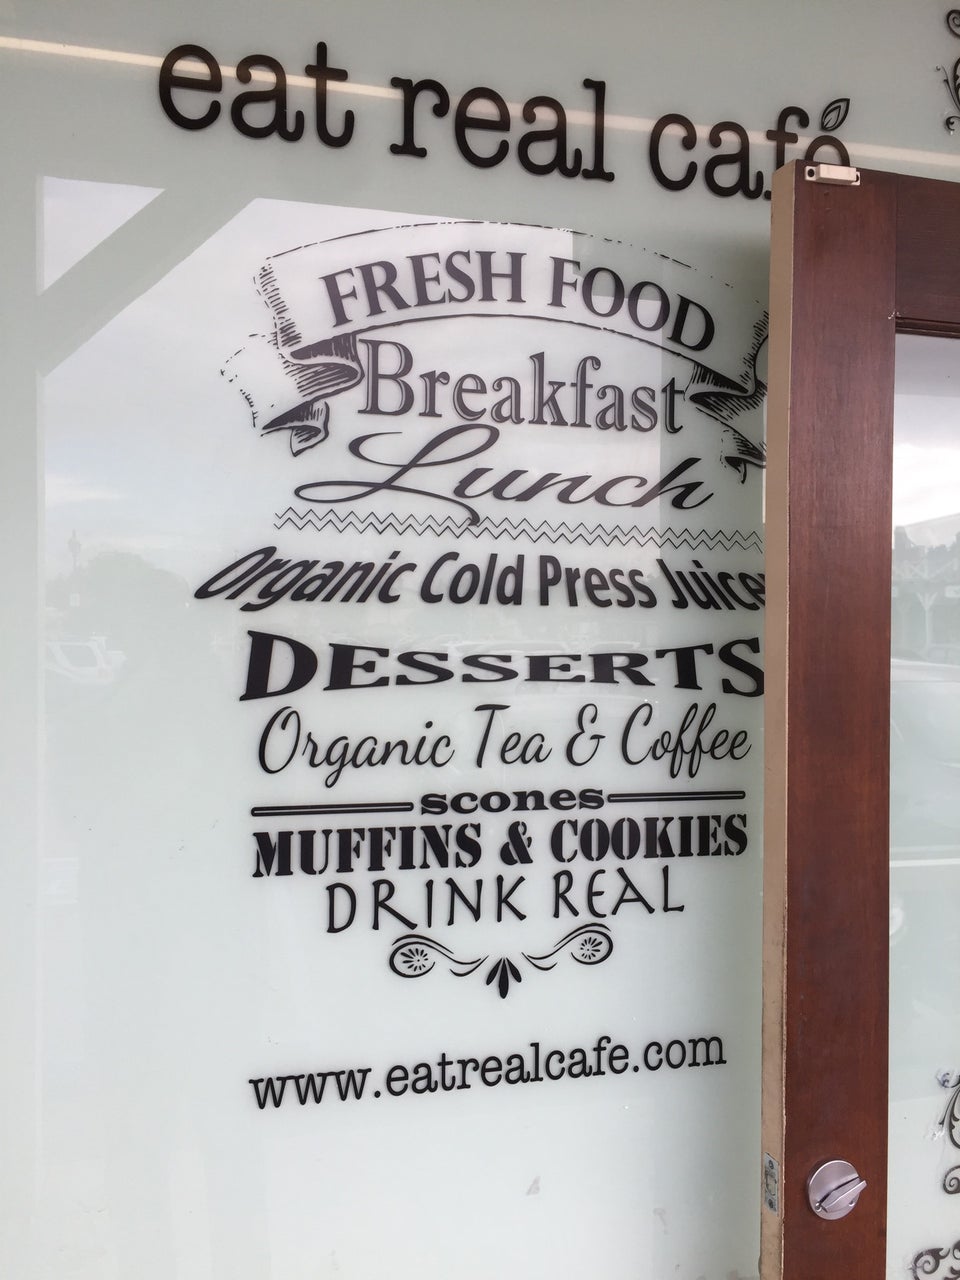 eat real café
FRESH FOOD
Breakfast
Lunch
Organic Cold Press Juice
DESSERTS
Organic Tea & Coffee
scones
MUFFINS & COOKIES
DRINK REAL
www.eatrealcafe.com